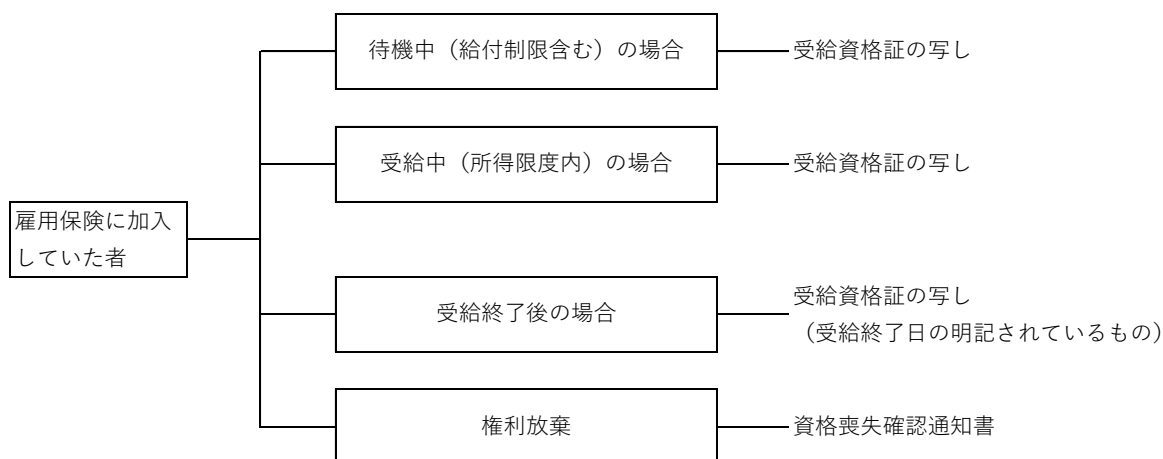 待機中（給付制限含む）の場合
受給資格証の写し
受給中（所得限度内）の場合
受給資格証の写し
雇用保険に加入
していた者
受給終了後の場合
受給資格証の写し
（受給終了日の明記されているもの）
権利放棄
資格喪失確認通知書